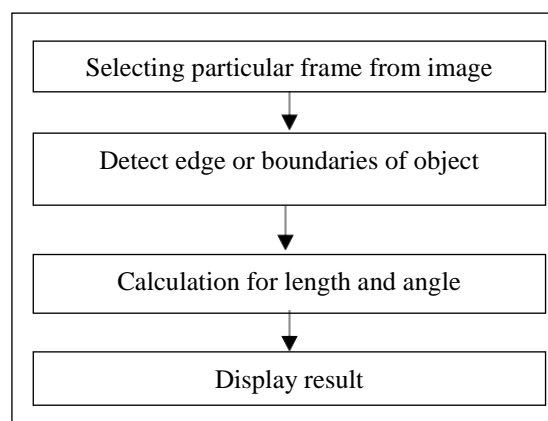 Selecting particular frame from image
Detect edge or boundaries of object
Calculation for length and angle
Display result